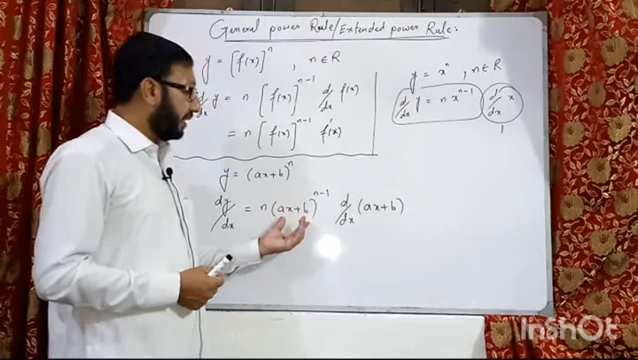 General power Rule/Extended power Rule:
y = [f(x)]^n , n ∈ R
d/dx y = n [f(x)]^{n-1} d/dx f(x)
= n [f(x)]^{n-1} f'(x)
y = x^n , n ∈ R
d/dx y = n x^{n-1} d/dx x
1
y = (ax+b)^n
dy/dx = n(ax+b)^{n-1} d/dx (ax+b)
InShOt